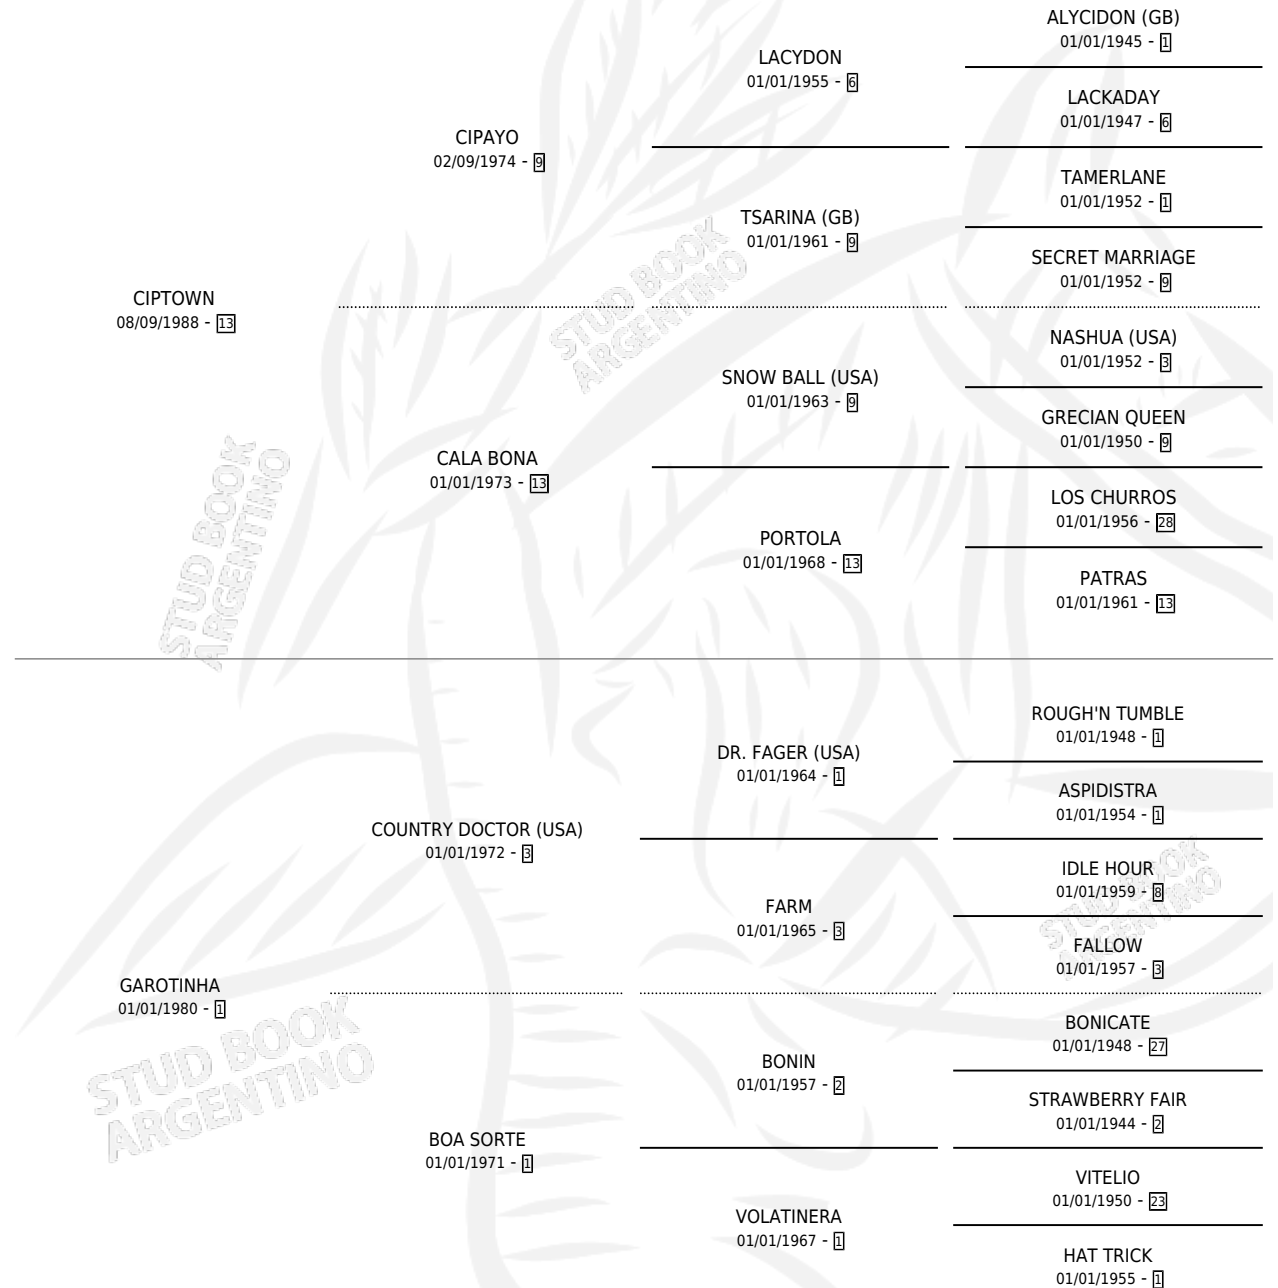 CIPTOWN
08/09/1988 - 13
CIPAYO
02/09/1974 - 9
CALA BONA
01/01/1973 - 13
LACYDON
01/01/1955 - 6
TSARINA (GB)
01/01/1961 - 9
SNOW BALL (USA)
01/01/1963 - 9
PORTOLA
01/01/1968 - 13
ALYCIDON (GB)
01/01/1945 - 1
LACKADAY
01/01/1947 - 6
TAMERLANE
01/01/1952 - 1
SECRET MARRIAGE
01/01/1952 - 9
NASHUA (USA)
01/01/1952 - 3
GRECIAN QUEEN
01/01/1950 - 9
LOS CHURROS
01/01/1956 - 28
PATRAS
01/01/1961 - 13
GAROTINHA
01/01/1980 - 1
COUNTRY DOCTOR (USA)
01/01/1972 - 3
BOA SORTE
01/01/1971 - 1
DR. FAGER (USA)
01/01/1964 - 1
FARM
01/01/1965 - 3
BONIN
01/01/1957 - 2
VOLATINERA
01/01/1967 - 1
ROUGH'N TUMBLE
01/01/1948 - 1
ASPIDISTRA
01/01/1954 - 1
IDLE HOUR
01/01/1959 - 8
FALLOW
01/01/1957 - 3
BONICATE
01/01/1948 - 27
STRAWBERRY FAIR
01/01/1944 - 2
VITELIO
01/01/1950 - 23
HAT TRICK
01/01/1955 - 1
STUD BOOK
ARGENTINO
STUD BOOK
ARGENTINO
STUD BOOK
ARGENTINO
STUD BOOK
ARGENTINO